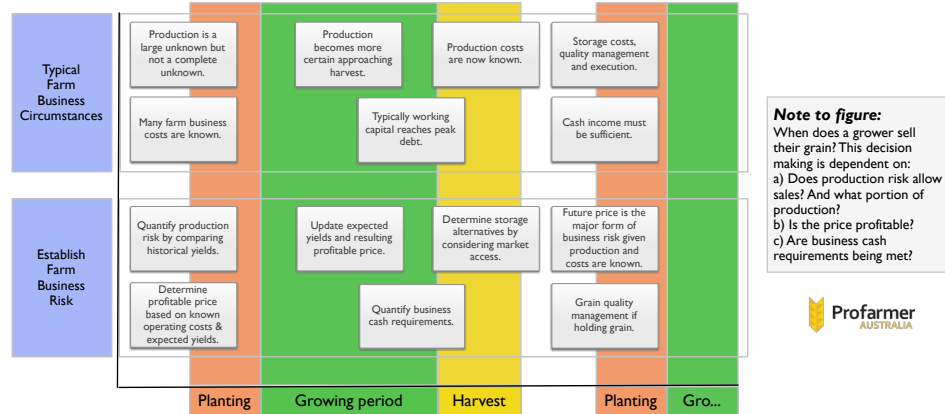 Typical
Farm
Business
Circumstances
Production is a
large unknown but
not a complete
unknown.
Production
becomes more
certain approaching
harvest.
Production costs
are now known.
Storage costs,
quality management
and execution.
Many farm business
costs are known.
Typically working
capital reaches peak
debt.
Cash income must
be sufficient.
Establish
Farm
Business
Risk
Quantify production
risk by comparing
historical yields.
Update expected
yields and resulting
profitable price.
Determine storage
alternatives by
considering market
access.
Future price is the
major form of
business risk given
production and
costs are known.
Determine
profitable price
based on known
operating costs &
expected yields.
Quantify business
cash requirements.
Grain quality
management if
holding grain.
Planting
Growing period
Harvest
Planting
Gro...
Note to figure:
When does a grower sell
their grain? This decision
making is dependent on:
a) Does production risk allow
sales? And what portion of
production?
b) Is the price profitable?
c) Are business cash
requirements being met?
Profarmer
AUSTRALIA